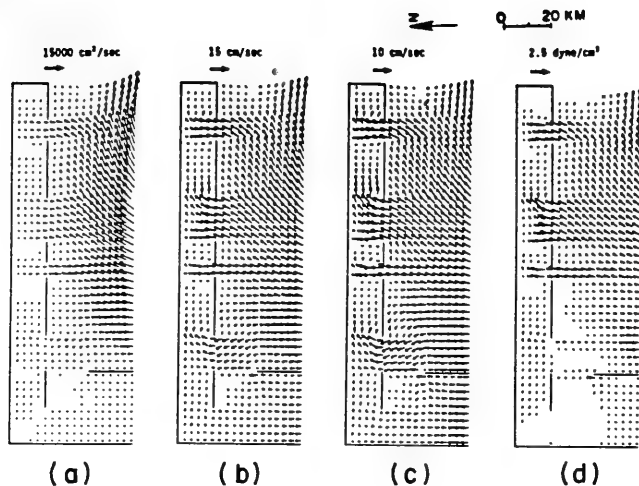 N
0 20 KM
15000 cm²/sec
15 cm/sec
10 cm/sec
2.5 dyne/cm²
(a) (b) (c) (d)